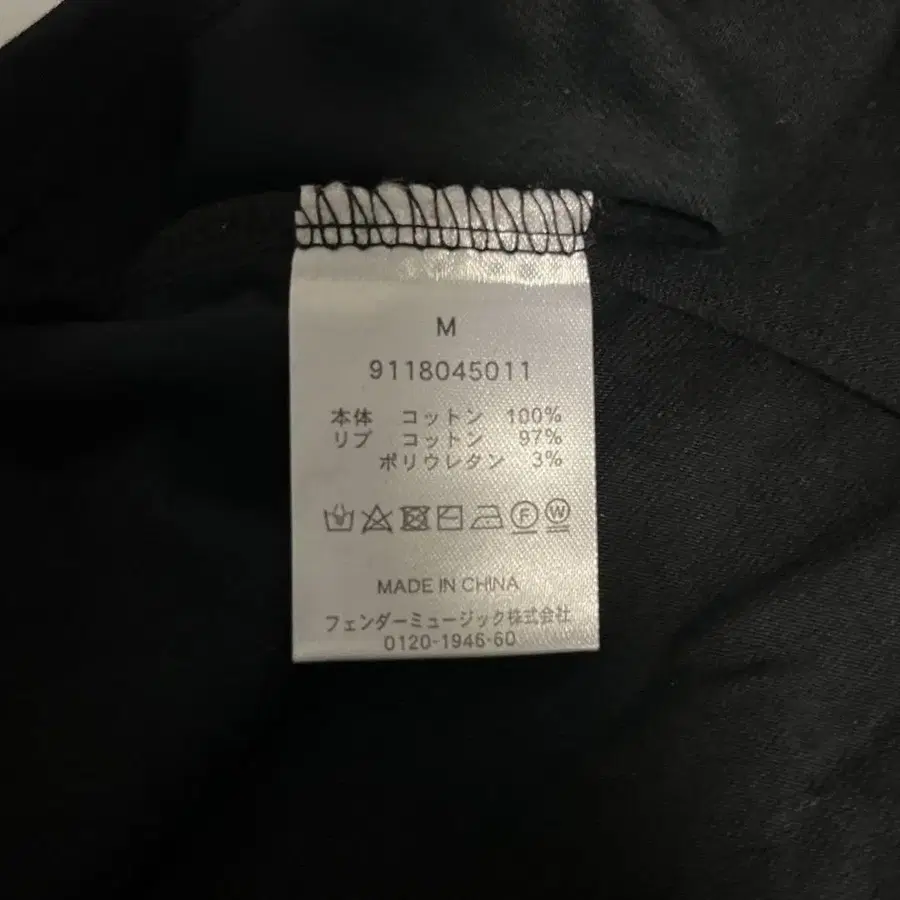 M
9118045011
本体 コットン 100%
リブ コットン 97%
ポリウレタン 3%
F W
MADE IN CHINA
フェンダーミュージック株式会社
0120-1946-60